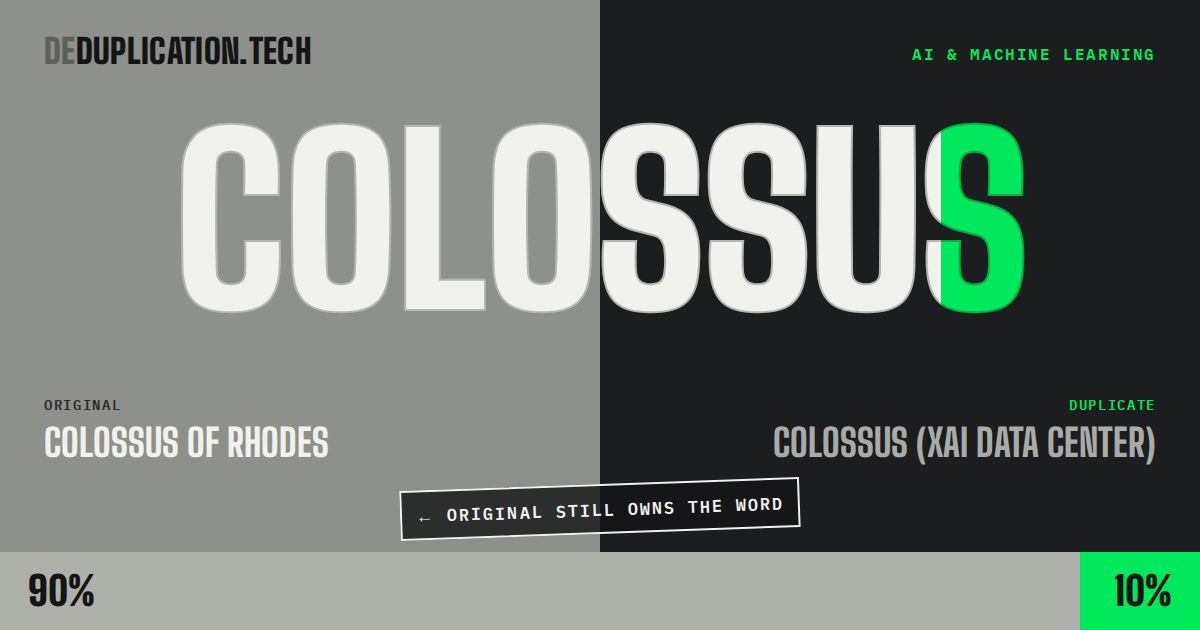 DEDUPLICATION.TECH
AI & MACHINE LEARNING
COLOSSUS
ORIGINAL
COLOSSUS OF RHODES
DUPLICATE
COLOSSUS (XAI DATA CENTER)
← ORIGINAL STILL OWNS THE WORD
90%
10%